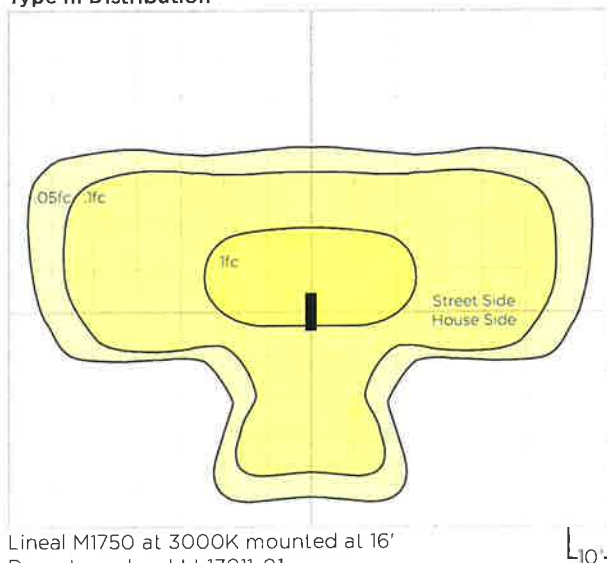 Type III Distribution
.05fc .1fc
1fc
Street Side
House Side
Lineal M1750 at 3000K mounted at 16'
10'